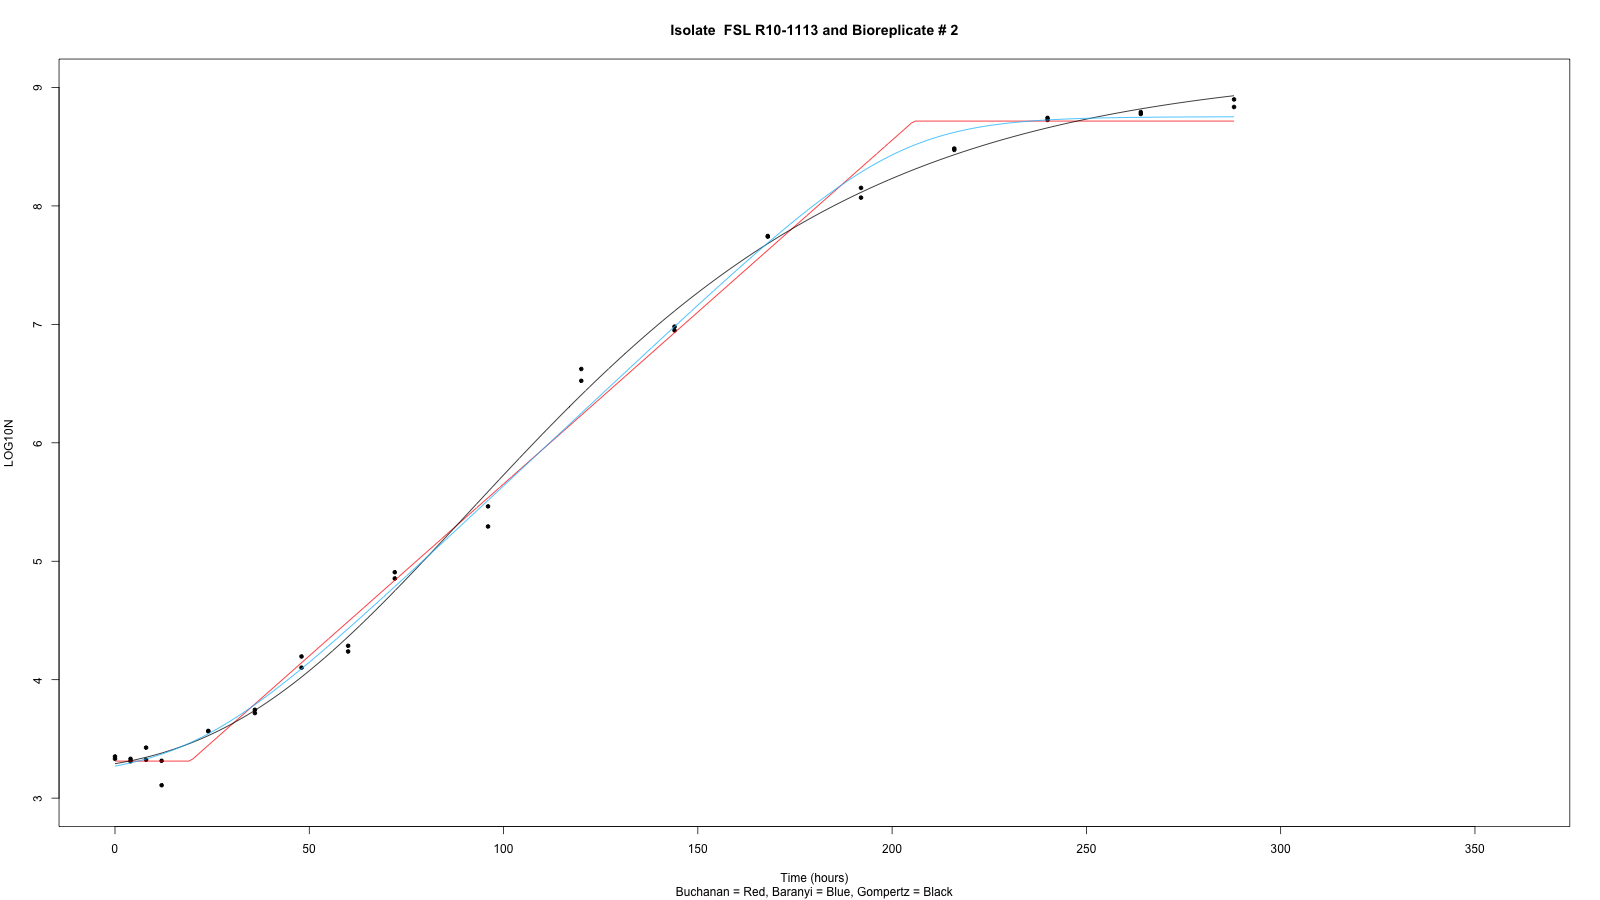 Isolate  FSL R10-1113 and Bioreplicate # 2
9
8
7
6
5
4
3
LOG10N
0 50 100 150 200 250 300 350
Time (hours)
Buchanan = Red, Baranyi = Blue, Gompertz = Black